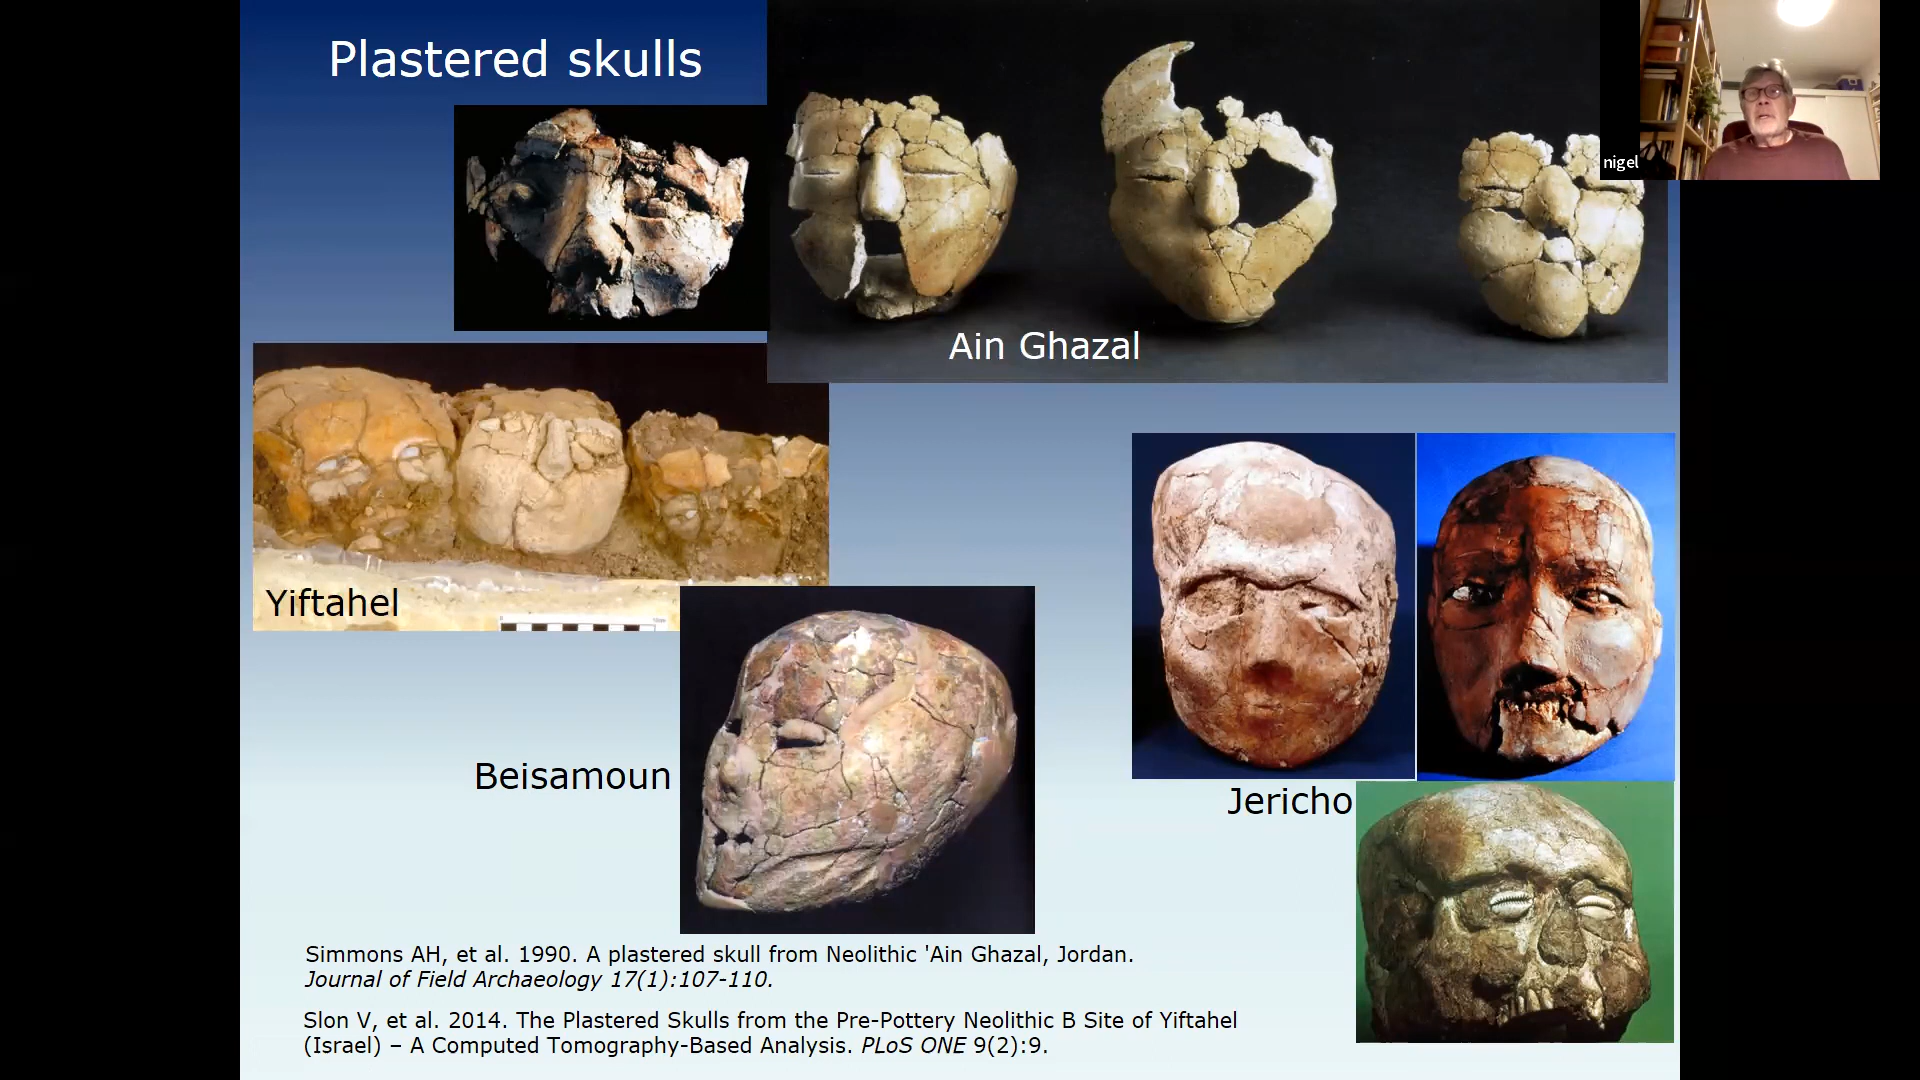 Plastered skulls
nigel
Ain Ghazal
Yiftahel
Beisamoun
Jericho
Simmons AH, et al. 1990. A plastered skull from Neolithic 'Ain Ghazal, Jordan.
Journal of Field Archaeology 17(1):107-110.
Slon V, et al. 2014. The Plastered Skulls from the Pre-Pottery Neolithic B Site of Yiftahel
(Israel) – A Computed Tomography-Based Analysis. PLoS ONE 9(2):9.